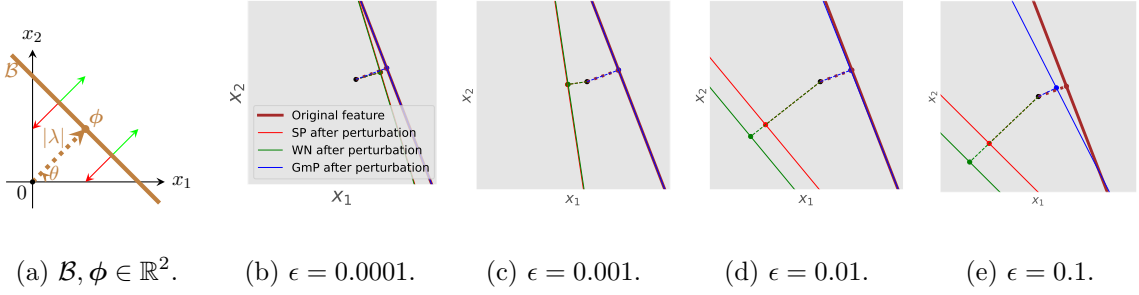 x₂
B
ϕ
|λ|
θ
0
x₁
x₂
Original feature
SP after perturbation
WN after perturbation
GmP after perturbation
x₁
x₂
x₁
x₂
x₁
x₂
x₁
(a) 𝓑, ϕ ∈ ℝ².
(b) ϵ = 0.0001.
(c) ϵ = 0.001.
(d) ϵ = 0.01.
(e) ϵ = 0.1.